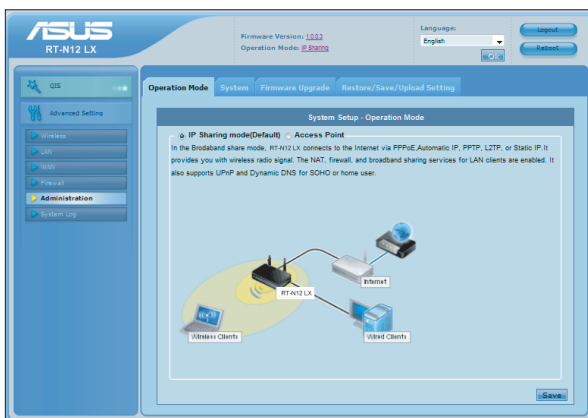 ASUS
RT-N12 LX
Firmware Version: 1.0.0.3
Operation Mode: IP Sharing
Language:
English
Logout
Reboot
QIS
Advanced Setting
Wireless
LAN
WAN
Firewall
Administration
System Log
Operation Mode
System
Firmware Upgrade
Restore/Save/Upload Setting
System Setup - Operation Mode
IP Sharing mode(Default) Access Point
In the Brodaband share mode, RT-N12 LX connects to the Internet via PPPoE,Automatic IP, PPTP, L2TP, or Static IP.It
provides you with wireless radio signal. The NAT, firewall, and broadband sharing services for LAN clients are enabled. It
also supports UPnP and Dynamic DNS for SOHO or home user.
Internet
RT-N12 LX
Wireless Clients
Wired Clients
Save